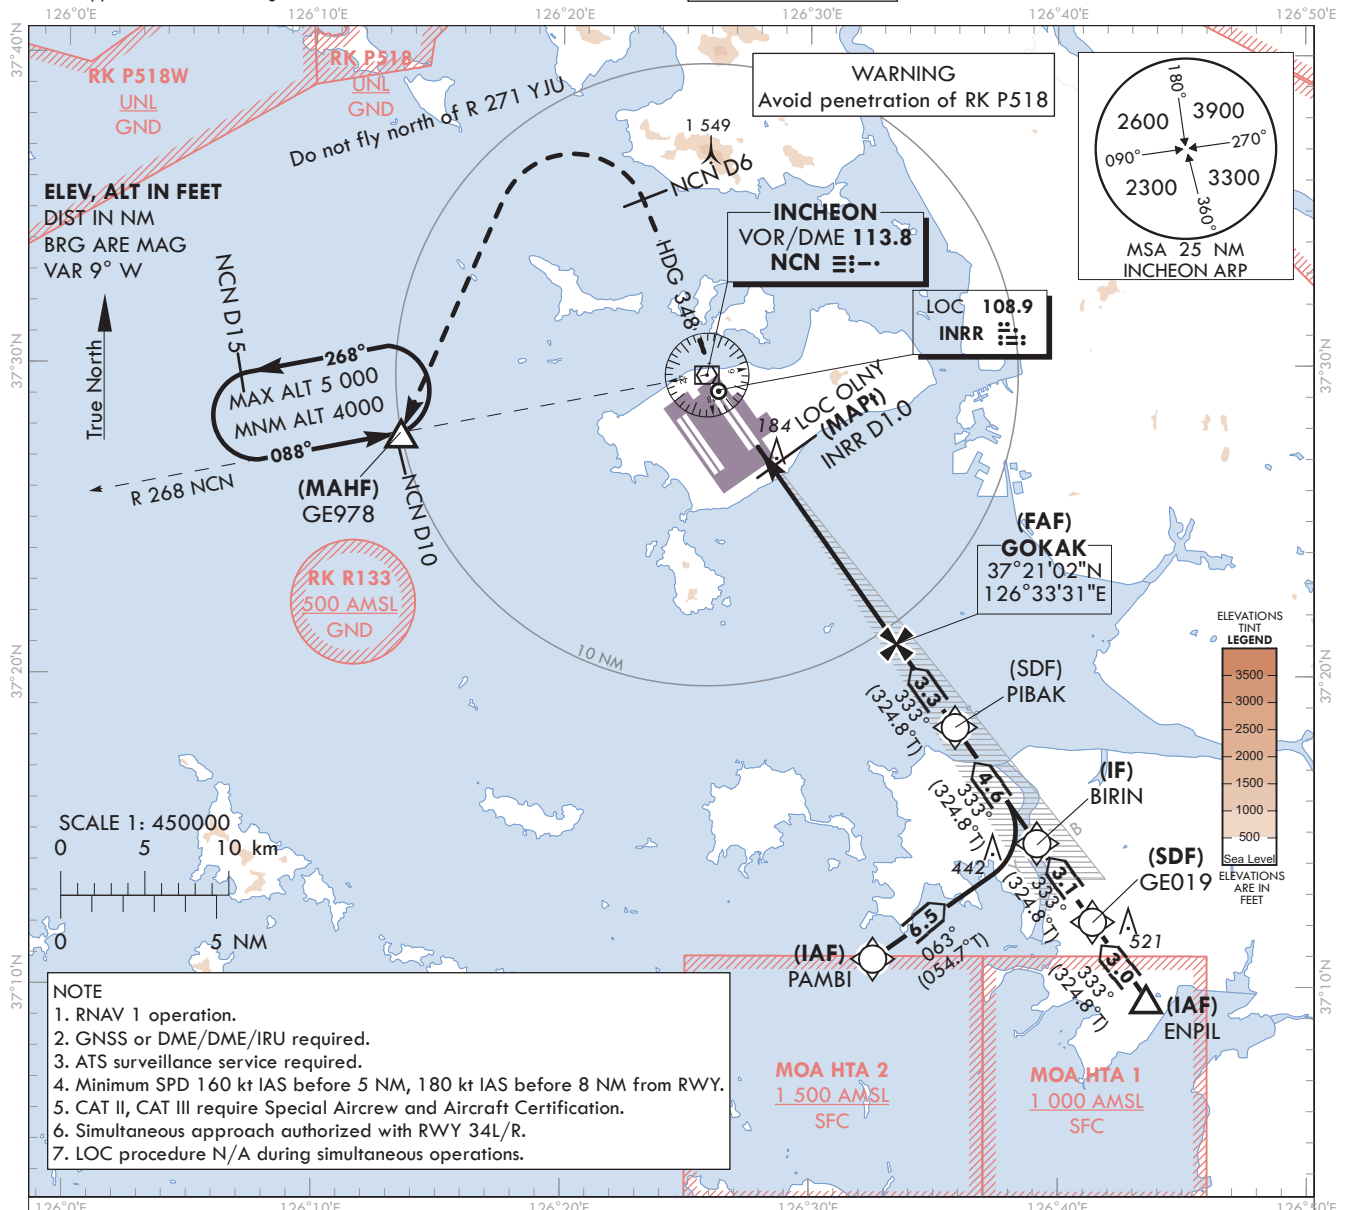 126°0'E
126°10'E
126°20'E
126°30'E
126°40'E
126°50'E
37°40'N
37°40'N
RK P518W
UNL
GND
RK P518
UNL
GND
Do not fly north of R 271 YJU
WARNING
Avoid penetration of RK P518
180°
2600
3900
090°
270°
2300
3300
360°
MSA 25 NM
INCHEON ARP
1 549
NCN D6
ELEV, ALT IN FEET
DIST IN NM
BRG ARE MAG
VAR 9° W
True North
INCHEON
VOR/DME 113.8
NCN
HDG 348
LOC 108.9
INRR
NCN D15
37°30'N
37°30'N
268°
MAX ALT 5 000
MNM ALT 4000
088°
R 268 NCN
(MAHF)
GE978
NCN D10
184
LOC OLNY
(MAPt)
INRR D1.0
RK R133
500 AMSL
GND
(FAF)
GOKAK
37°21'02"N
126°33'31"E
10 NM
37°20'N
37°20'N
3.3
333°
(324.8°T)
(SDF)
PIBAK
4.6
333°
(324.8°T)
(IF)
BIRIN
442
3.1
333°
(324.8°T)
(SDF)
GE019
521
6.5
063°
(054.7°T)
(IAF)
PAMBI
3.0
333°
(324.8°T)
(IAF)
ENPIL
ELEVATIONS
TINT
LEGEND
3500
3000
2500
2000
1500
1000
500
Sea Level
ELEVATIONS
ARE IN
FEET
SCALE 1: 450000
0 5 10 km
0 5 NM
37°10'N
37°10'N
NOTE
1. RNAV 1 operation.
2. GNSS or DME/DME/IRU required.
3. ATS surveillance service required.
4. Minimum SPD 160 kt IAS before 5 NM, 180 kt IAS before 8 NM from RWY.
5. CAT II, CAT III require Special Aircrew and Aircraft Certification.
6. Simultaneous approach authorized with RWY 34L/R.
7. LOC procedure N/A during simultaneous operations.
MOA HTA 2
1 500 AMSL
SFC
MOA HTA 1
1 000 AMSL
SFC